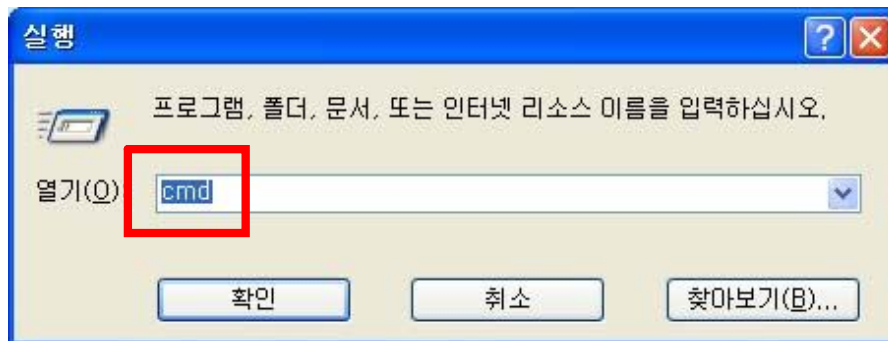 실행
프로그램, 폴더, 문서, 또는 인터넷 리소스 이름을 입력하십시오.
열기(O)
cmd
확인 취소 찾아보기(B)...